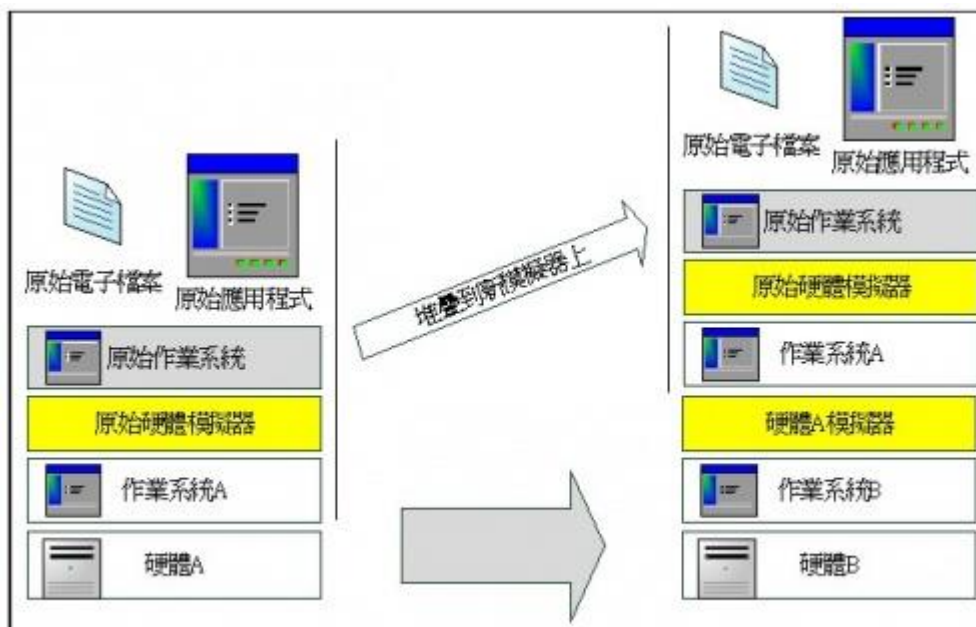 原始電子檔案
原始應用程式
原始作業系統
原始硬體模擬器
作業系統A
硬體A
堆疊到新模擬器上
原始電子檔案
原始應用程式
原始作業系統
原始硬體模擬器
作業系統A
硬體A模擬器
作業系統B
硬體B